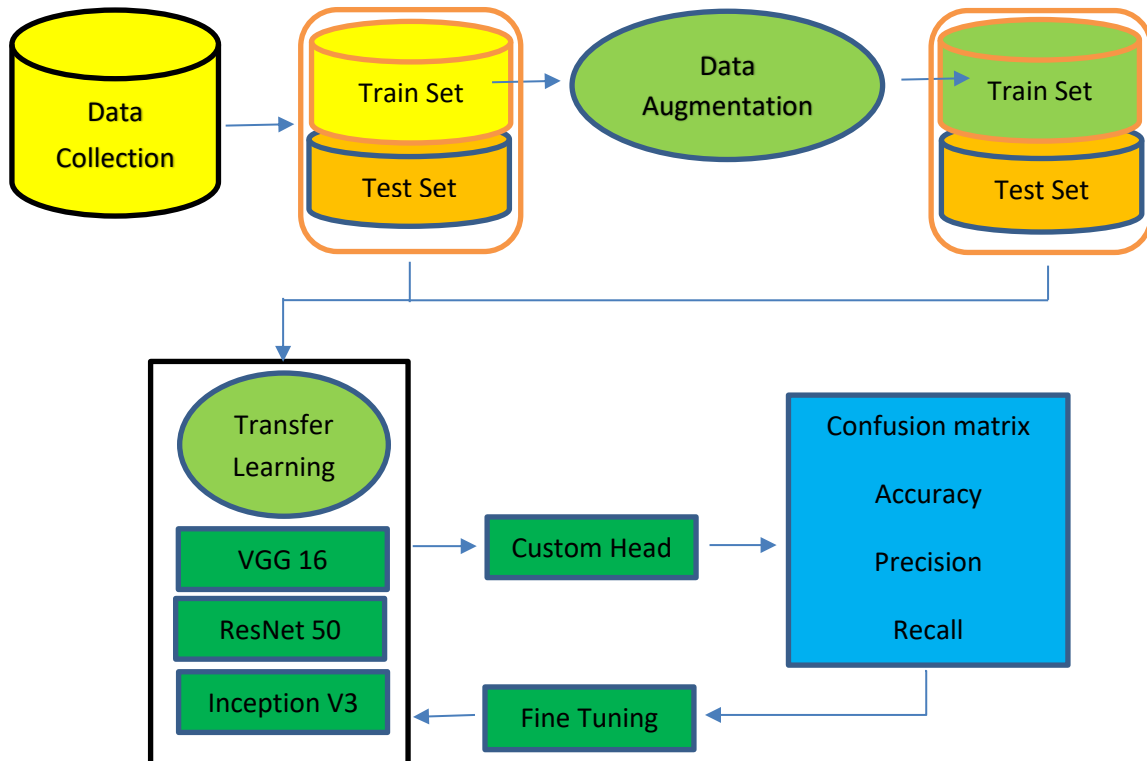 Data
Collection
Train Set
Test Set
Data
Augmentation
Train Set
Test Set
Transfer
Learning
VGG 16
ResNet 50
Inception V3
Custom Head
Fine Tuning
Confusion matrix
Accuracy
Precision
Recall